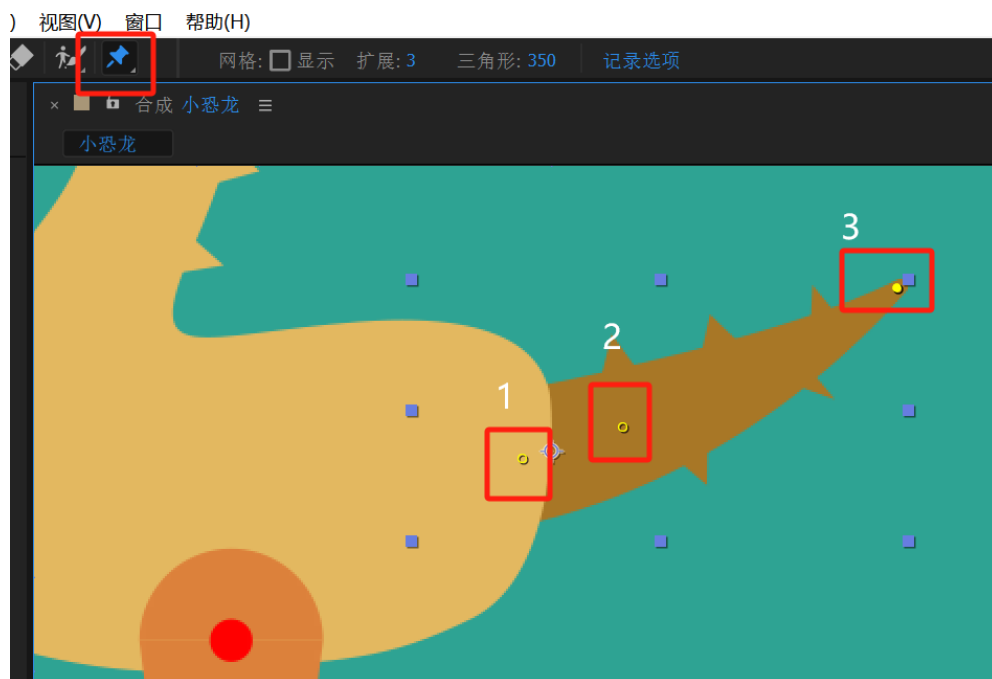 ) 视图(V) 窗口 帮助(H)
网格: 显示 扩展: 3 三角形: 350 记录选项
× 合成 小恐龙 ≡
小恐龙
3
2
1